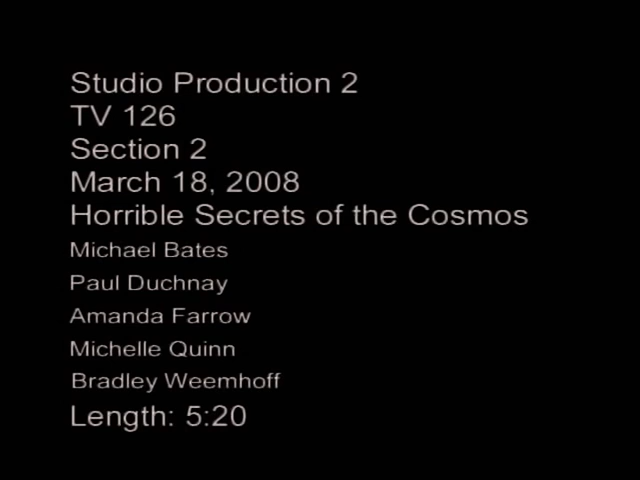 Studio Production 2
TV 126
Section 2
March 18, 2008
Horrible Secrets of the Cosmos
Michael Bates
Paul Duchnay
Amanda Farrow
Michelle Quinn
Bradley Weemhoff
Length: 5:20